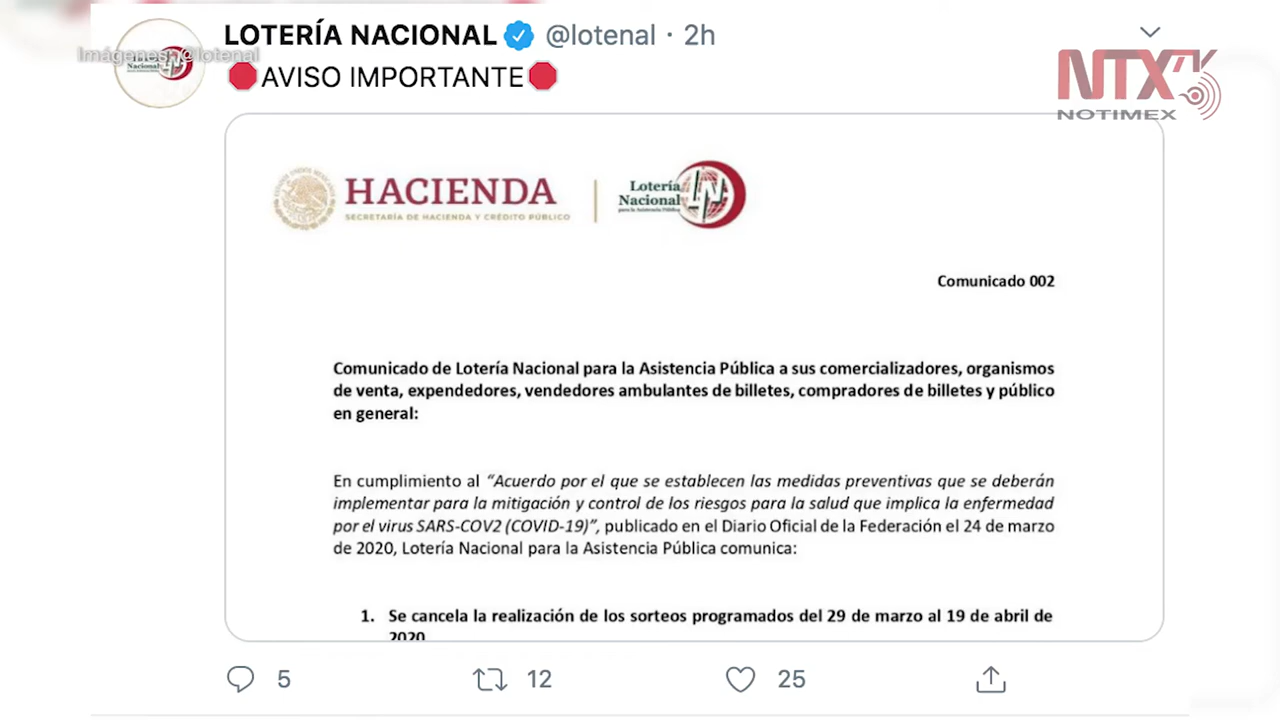 LOTERÍA NACIONAL @lotenal · 2h
Imágenes: @lotenal
AVISO IMPORTANTE
NTX
NOTIMEX
HACIENDA
SECRETARÍA DE HACIENDA Y CRÉDITO PÚBLICO
Lotería
Nacional
para la Asistencia Pública
LN
Comunicado 002
Comunicado de Lotería Nacional para la Asistencia Pública a sus comercializadores, organismos
de venta, expendedores, vendedores ambulantes de billetes, compradores de billetes y público
en general:
En cumplimiento al “Acuerdo por el que se establecen las medidas preventivas que se deberán
implementar para la mitigación y control de los riesgos para la salud que implica la enfermedad
por el virus SARS-COV2 (COVID-19)”, publicado en el Diario Oficial de la Federación el 24 de marzo
de 2020, Lotería Nacional para la Asistencia Pública comunica:
1. Se cancela la realización de los sorteos programados del 29 de marzo al 19 de abril de
2020
5 12 25